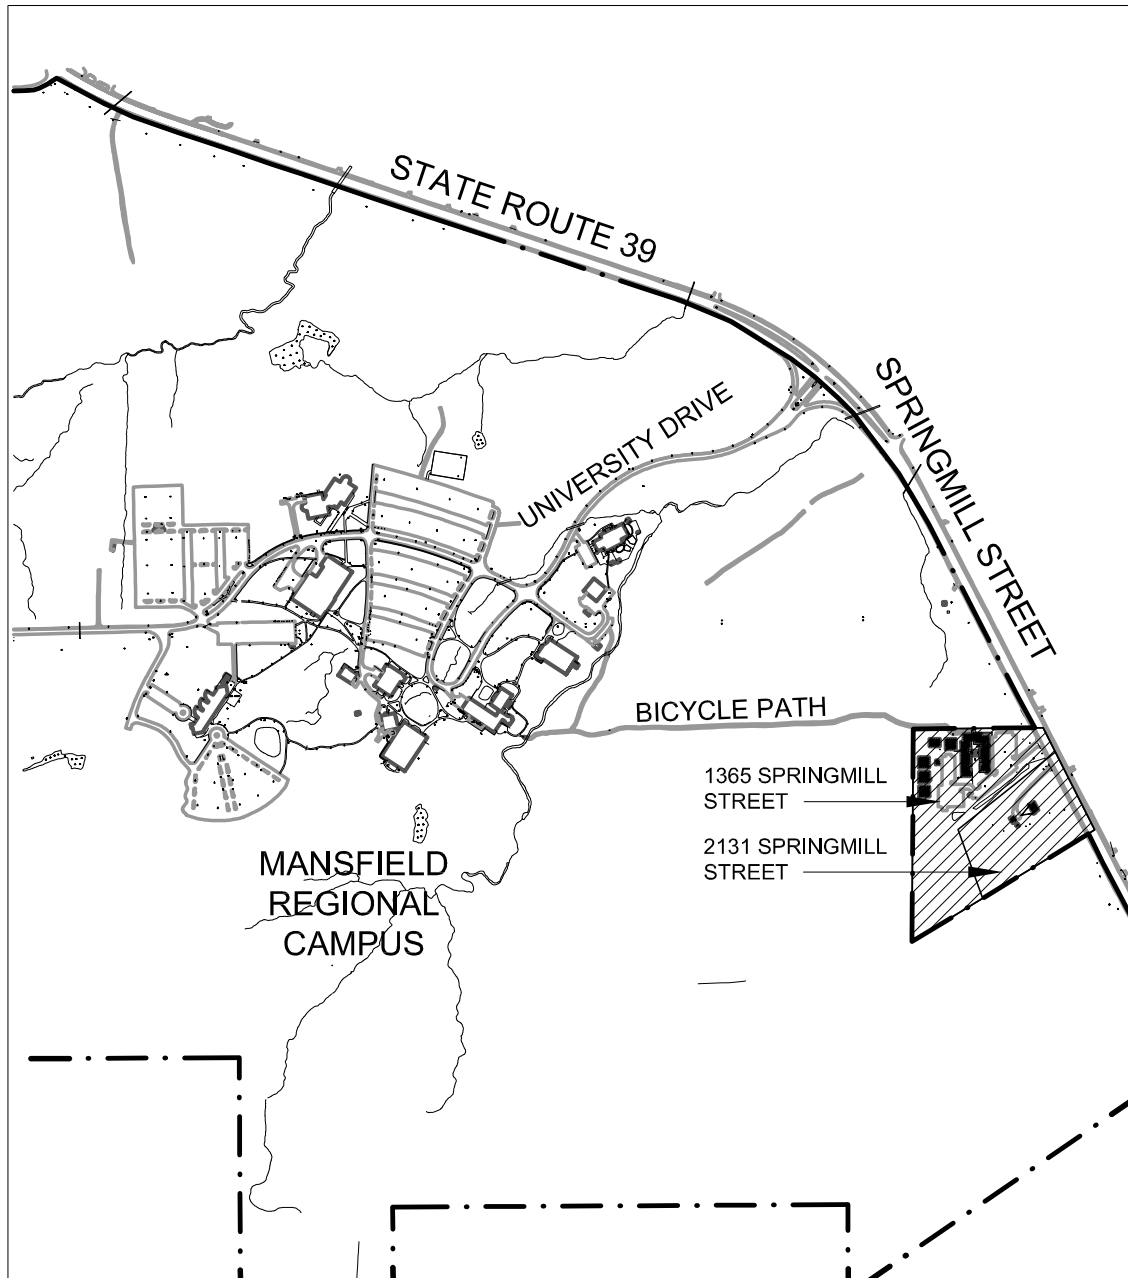 STATE ROUTE 39
SPRINGMILL STREET
UNIVERSITY DRIVE
BICYCLE PATH
1365 SPRINGMILL
STREET
2131 SPRINGMILL
STREET
MANSFIELD
REGIONAL
CAMPUS